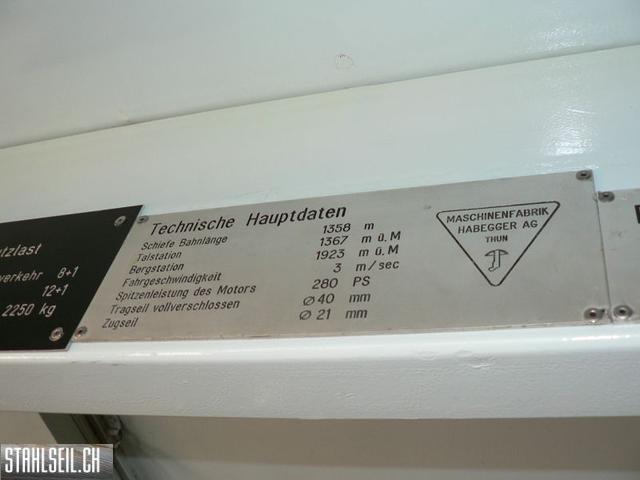 tzlast
verkehr 8+1
12+1
2250 kg
Technische Hauptdaten
Schiefe Bahnlänge 1358 m
Talstation 1367 m ü.M
Bergstation 1923 m ü.M
Fahrgeschwindigkeit 3 m/sec
Spitzenleistung des Motors 280 PS
Tragseil vollverschlossen ∅ 40 mm
Zugseil ∅ 21 mm
MASCHINENFABRIK
HABEGGER AG
THUN
STAHLSEIL.CH